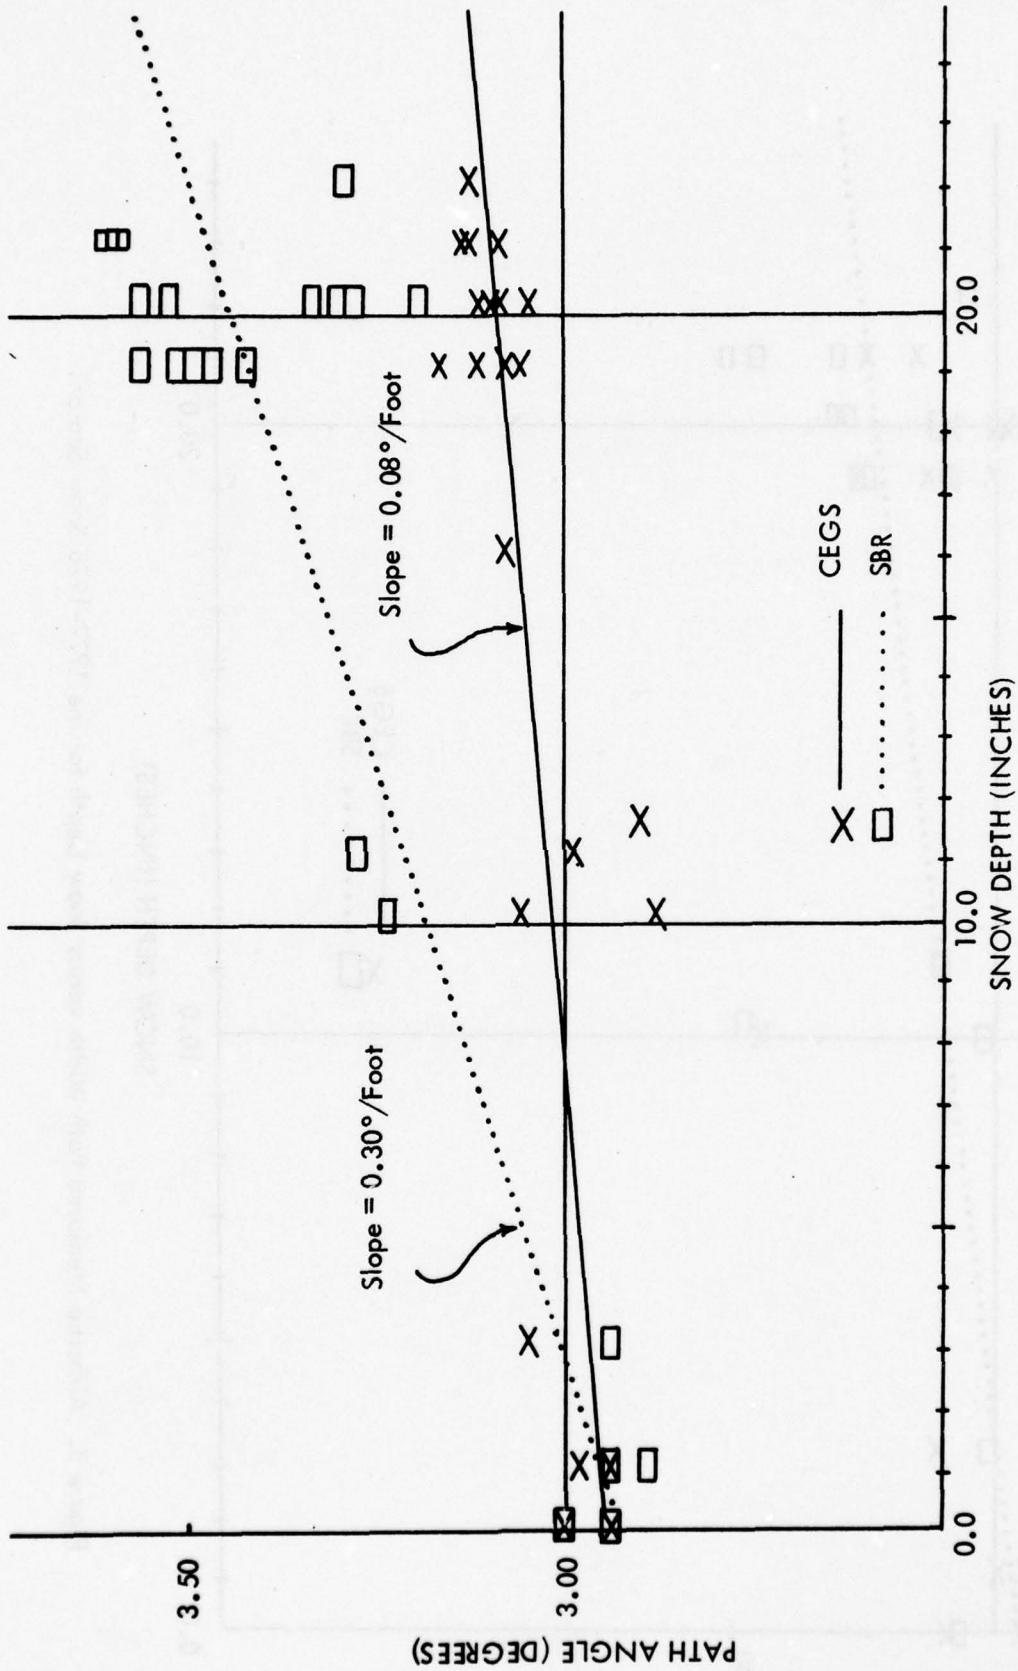 PATH ANGLE (DEGREES)
3.50
3.00
Slope = 0.30°/Foot
Slope = 0.08°/Foot
CEGS
SBR
0.0
10.0
20.0
SNOW DEPTH (INCHES)